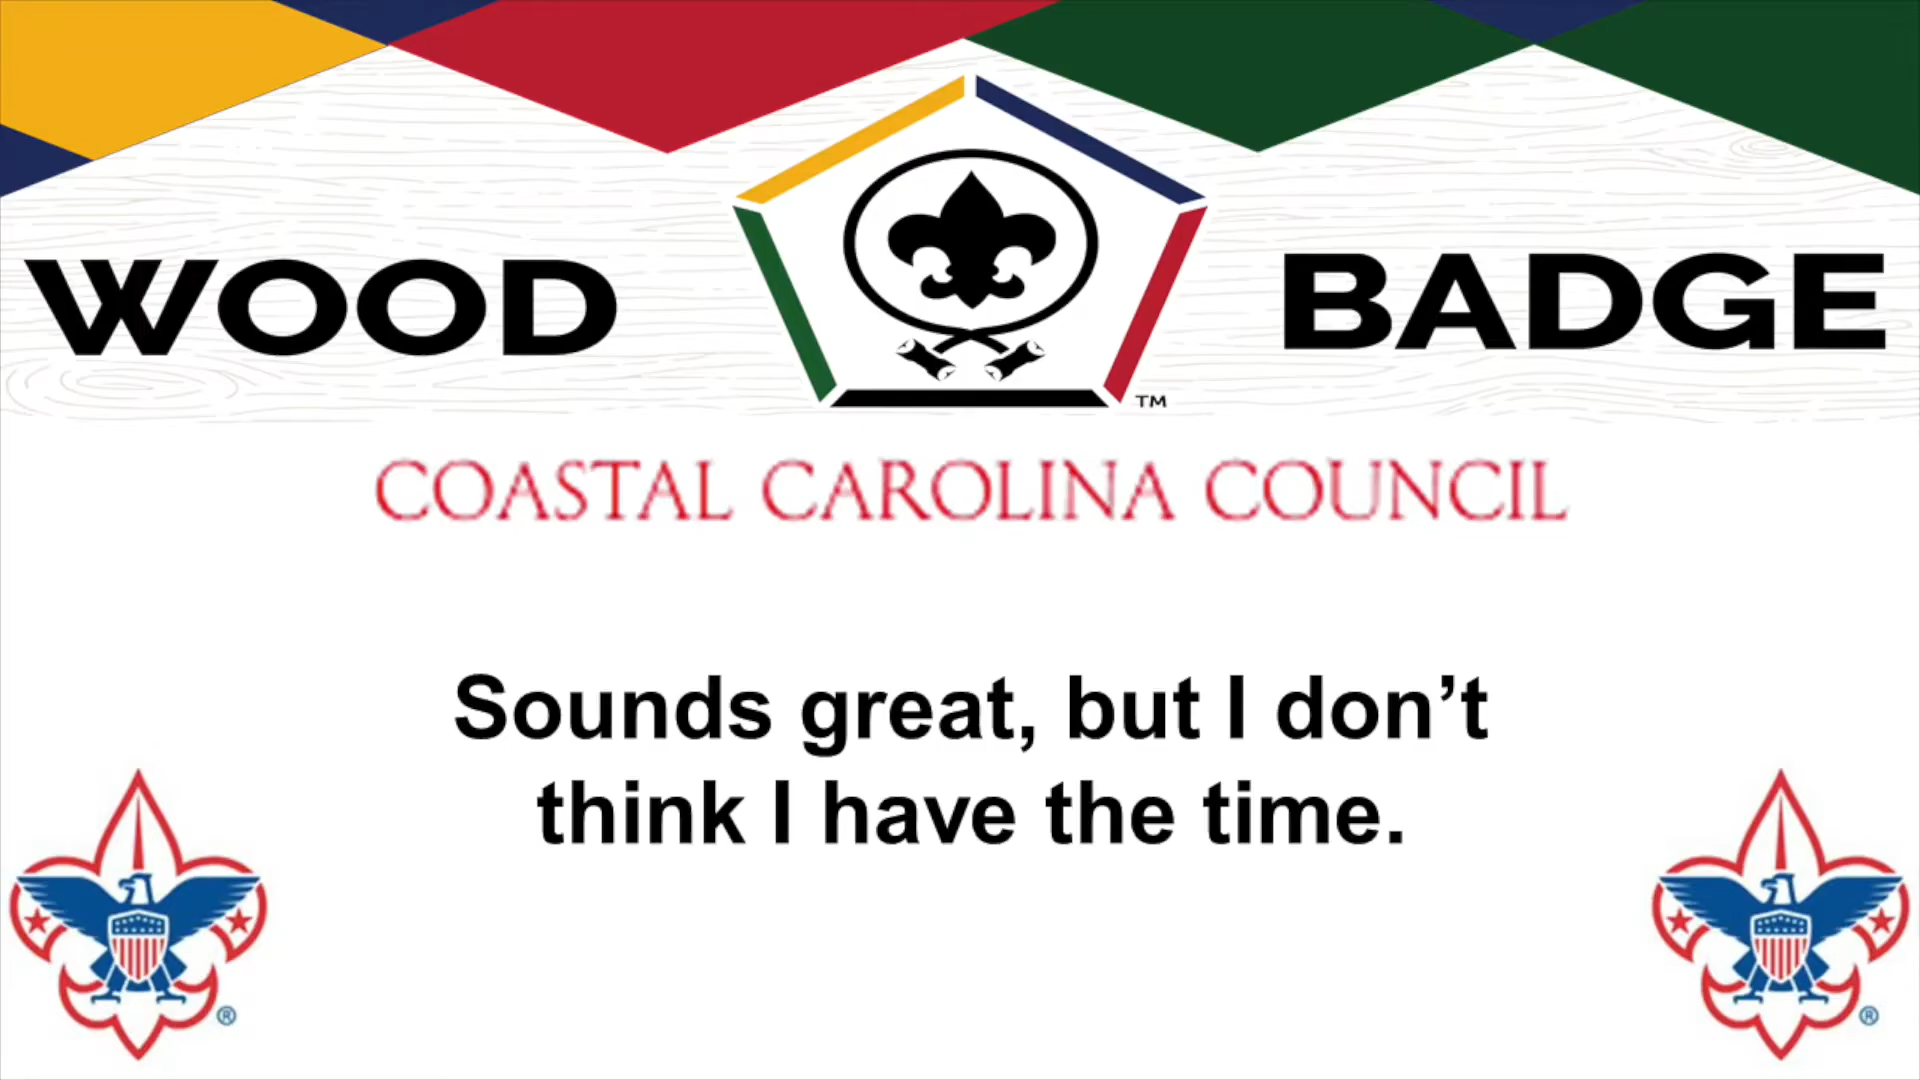 WOOD BADGE
TM
COASTAL CAROLINA COUNCIL
Sounds great, but I don’t
think I have the time.
®
®